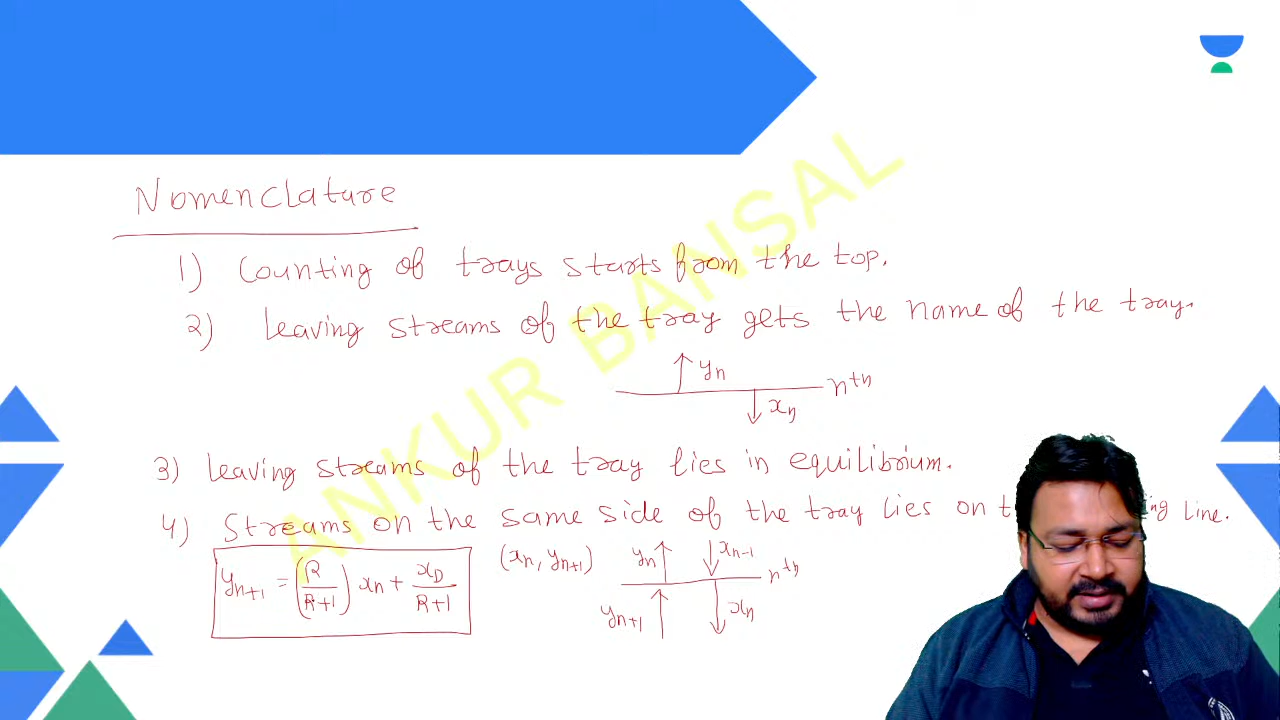 Nomenclature
1) Counting of trays starts from the top.
2) Leaving streams of the tray gets the name of the tray.
yn
nth
xn
3) Leaving streams of the tray lies in equilibrium.
4) Streams on the same side of the tray lies on line.
yn+1 = (R/R+1) xn + xD/R+1
(xn, yn+1)
yn xn-1
nth
yn+1 xn
ANKUR BANSAL